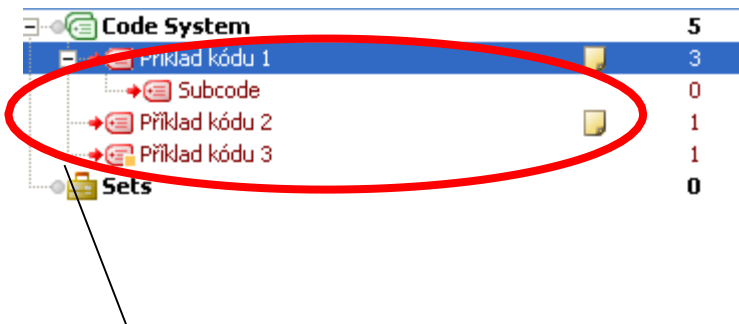 Code System 5
Příklad kódu 1 3
Subcode 0
Příklad kódu 2 1
Příklad kódu 3 1
Sets 0